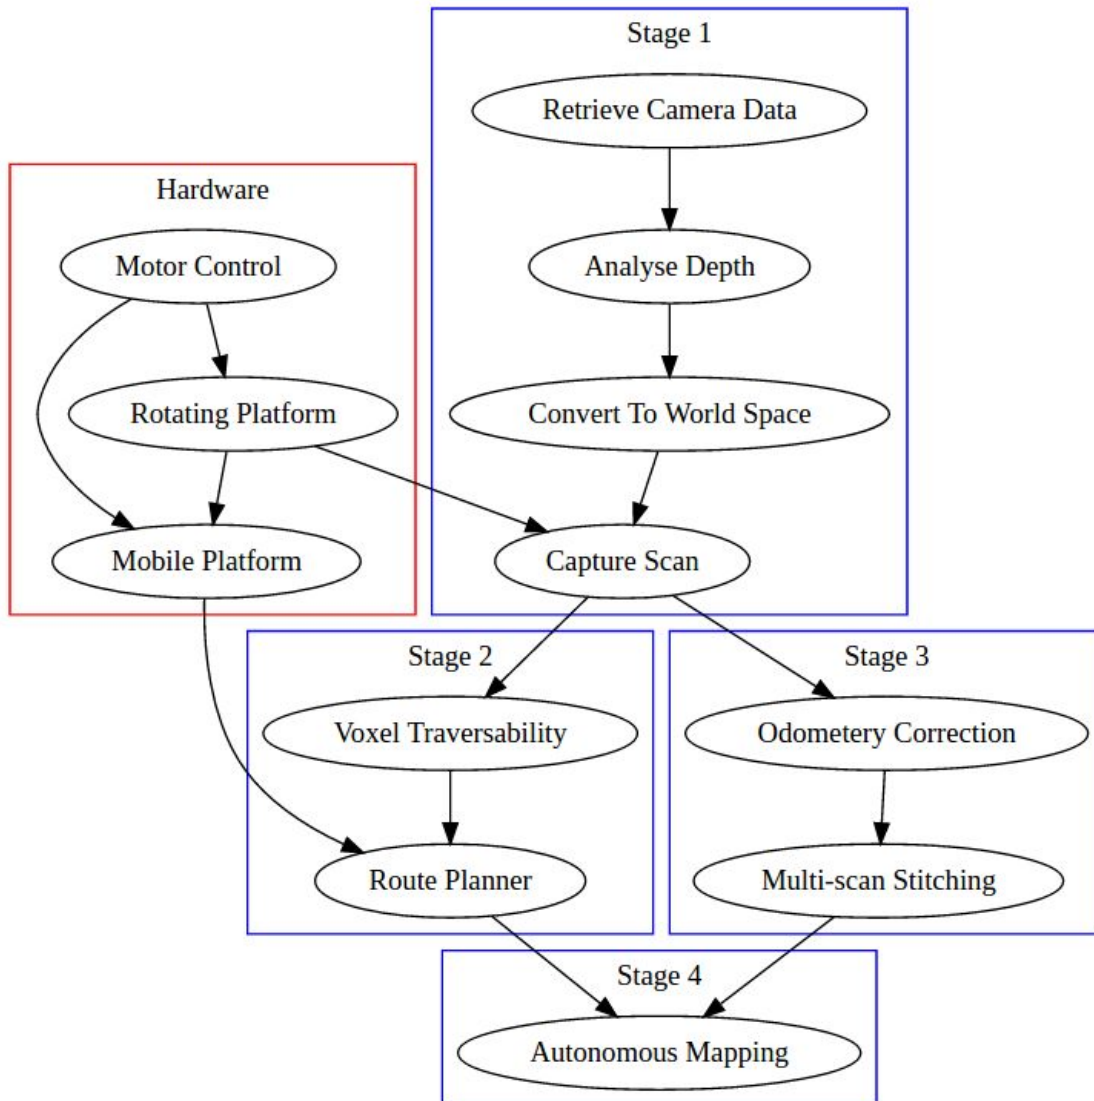 Stage 1
Retrieve Camera Data
Hardware
Motor Control
Analyse Depth
Rotating Platform
Convert To World Space
Mobile Platform
Capture Scan
Stage 2
Stage 3
Voxel Traversability
Odometery Correction
Route Planner
Multi-scan Stitching
Stage 4
Autonomous Mapping